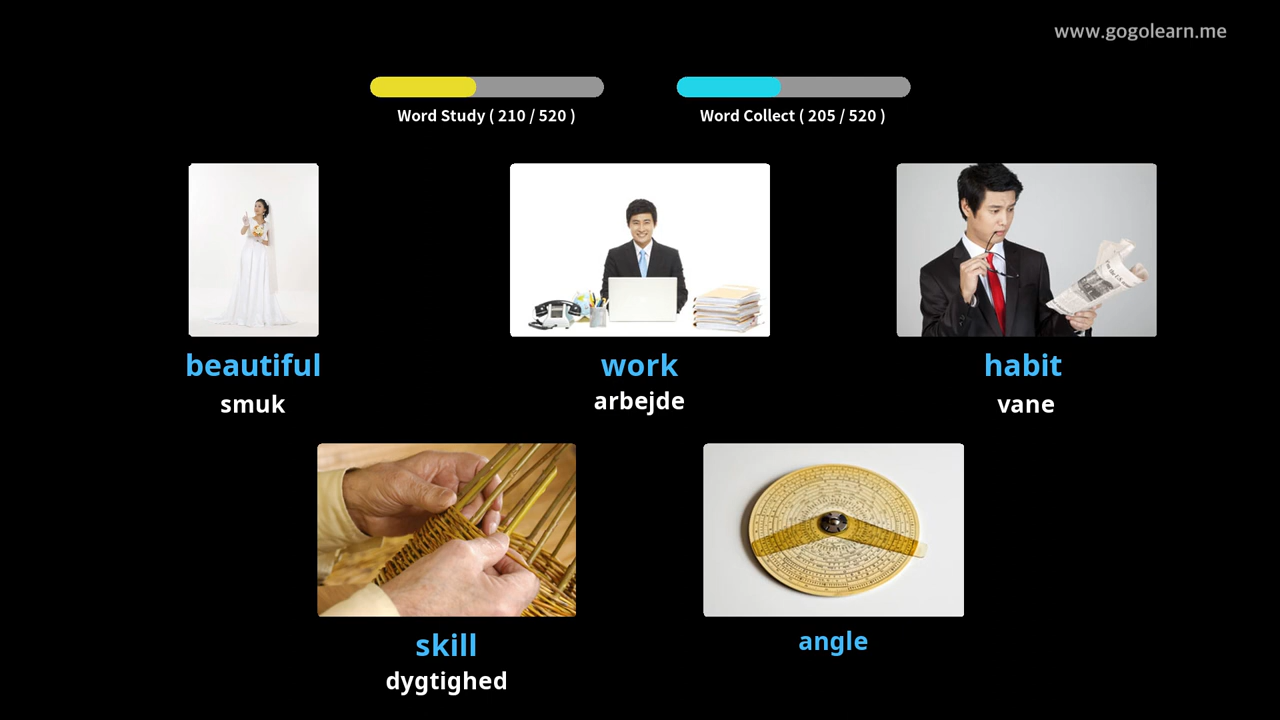 www.gogolearn.me
Word Study ( 210 / 520 )
Word Collect ( 205 / 520 )
beautiful
smuk
work
arbejde
habit
vane
skill
dygtighed
angle